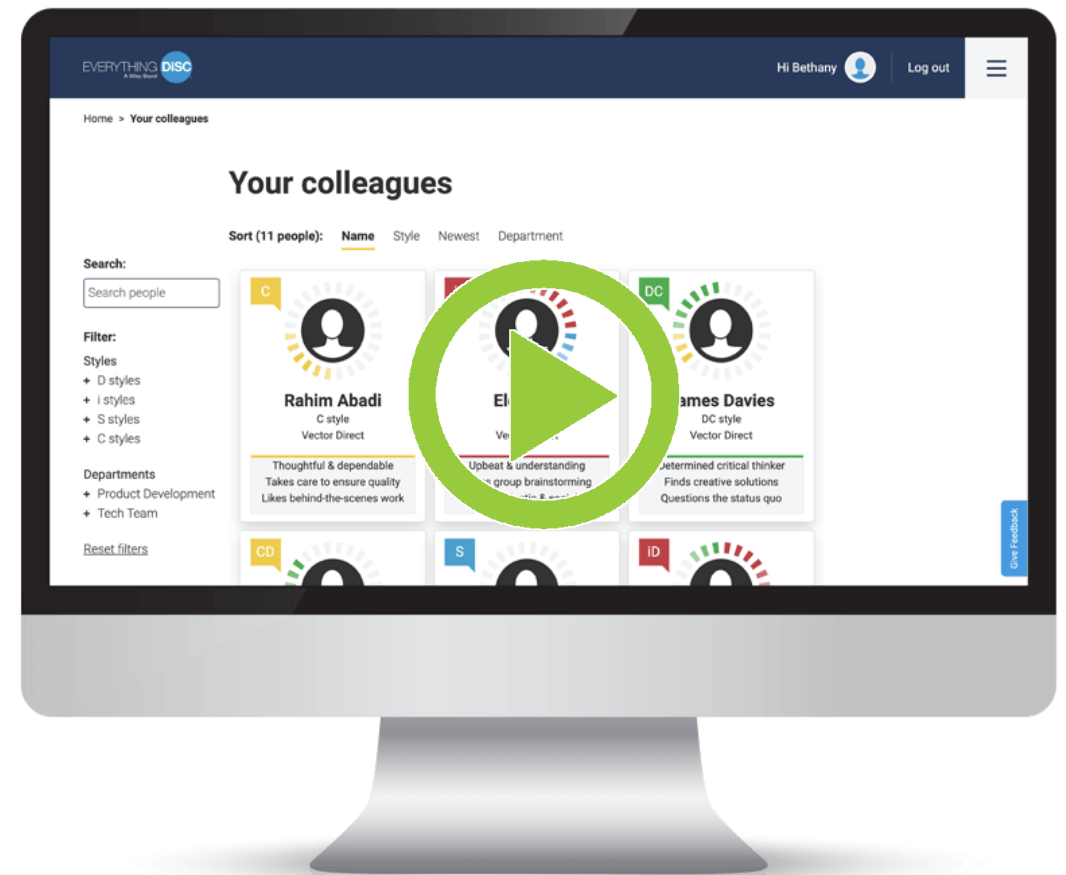 EVERYTHING DiSC
A Wiley Brand
Hi Bethany
Log out
Home > Your colleagues
Your colleagues
Sort (11 people): Name Style Newest Department
Search:
Search people
Filter:
Styles
+ D styles
+ i styles
+ S styles
+ C styles
Departments
+ Product Development
+ Tech Team
Reset filters
C
Rahim Abadi
C style
Vector Direct
Thoughtful & dependable
Takes care to ensure quality
Likes behind-the-scenes work
Upbeat & understanding
group brainstorming
DC
Davies
DC style
Vector Direct
critical thinker
Finds creative solutions
Questions the status quo
CD
S
iD
Give Feedback